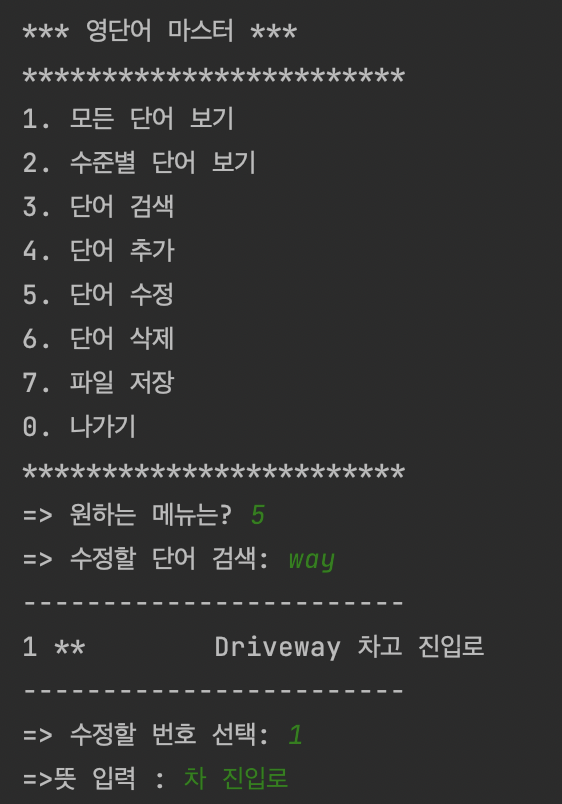 *** 영단어 마스터 ***
************************
1. 모든 단어 보기
2. 수준별 단어 보기
3. 단어 검색
4. 단어 추가
5. 단어 수정
6. 단어 삭제
7. 파일 저장
0. 나가기
************************
=> 원하는 메뉴는? 5
=> 수정할 단어 검색: way
------------------------
1 **        Driveway 차고 진입로
------------------------
=> 수정할 번호 선택: 1
=>뜻 입력 : 차 진입로